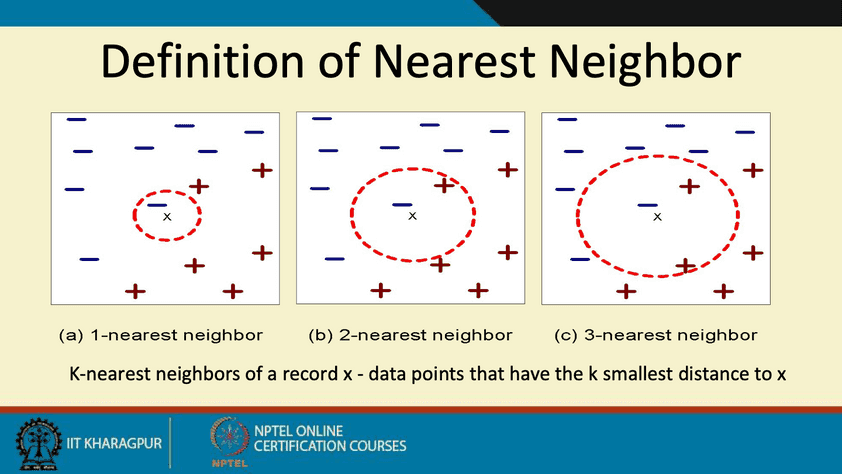 Definition of Nearest Neighbor
x
x
x
(a) 1-nearest neighbor
(b) 2-nearest neighbor
(c) 3-nearest neighbor
K-nearest neighbors of a record x - data points that have the k smallest distance to x
IIT KHARAGPUR
NPTEL
NPTEL ONLINE
CERTIFICATION COURSES